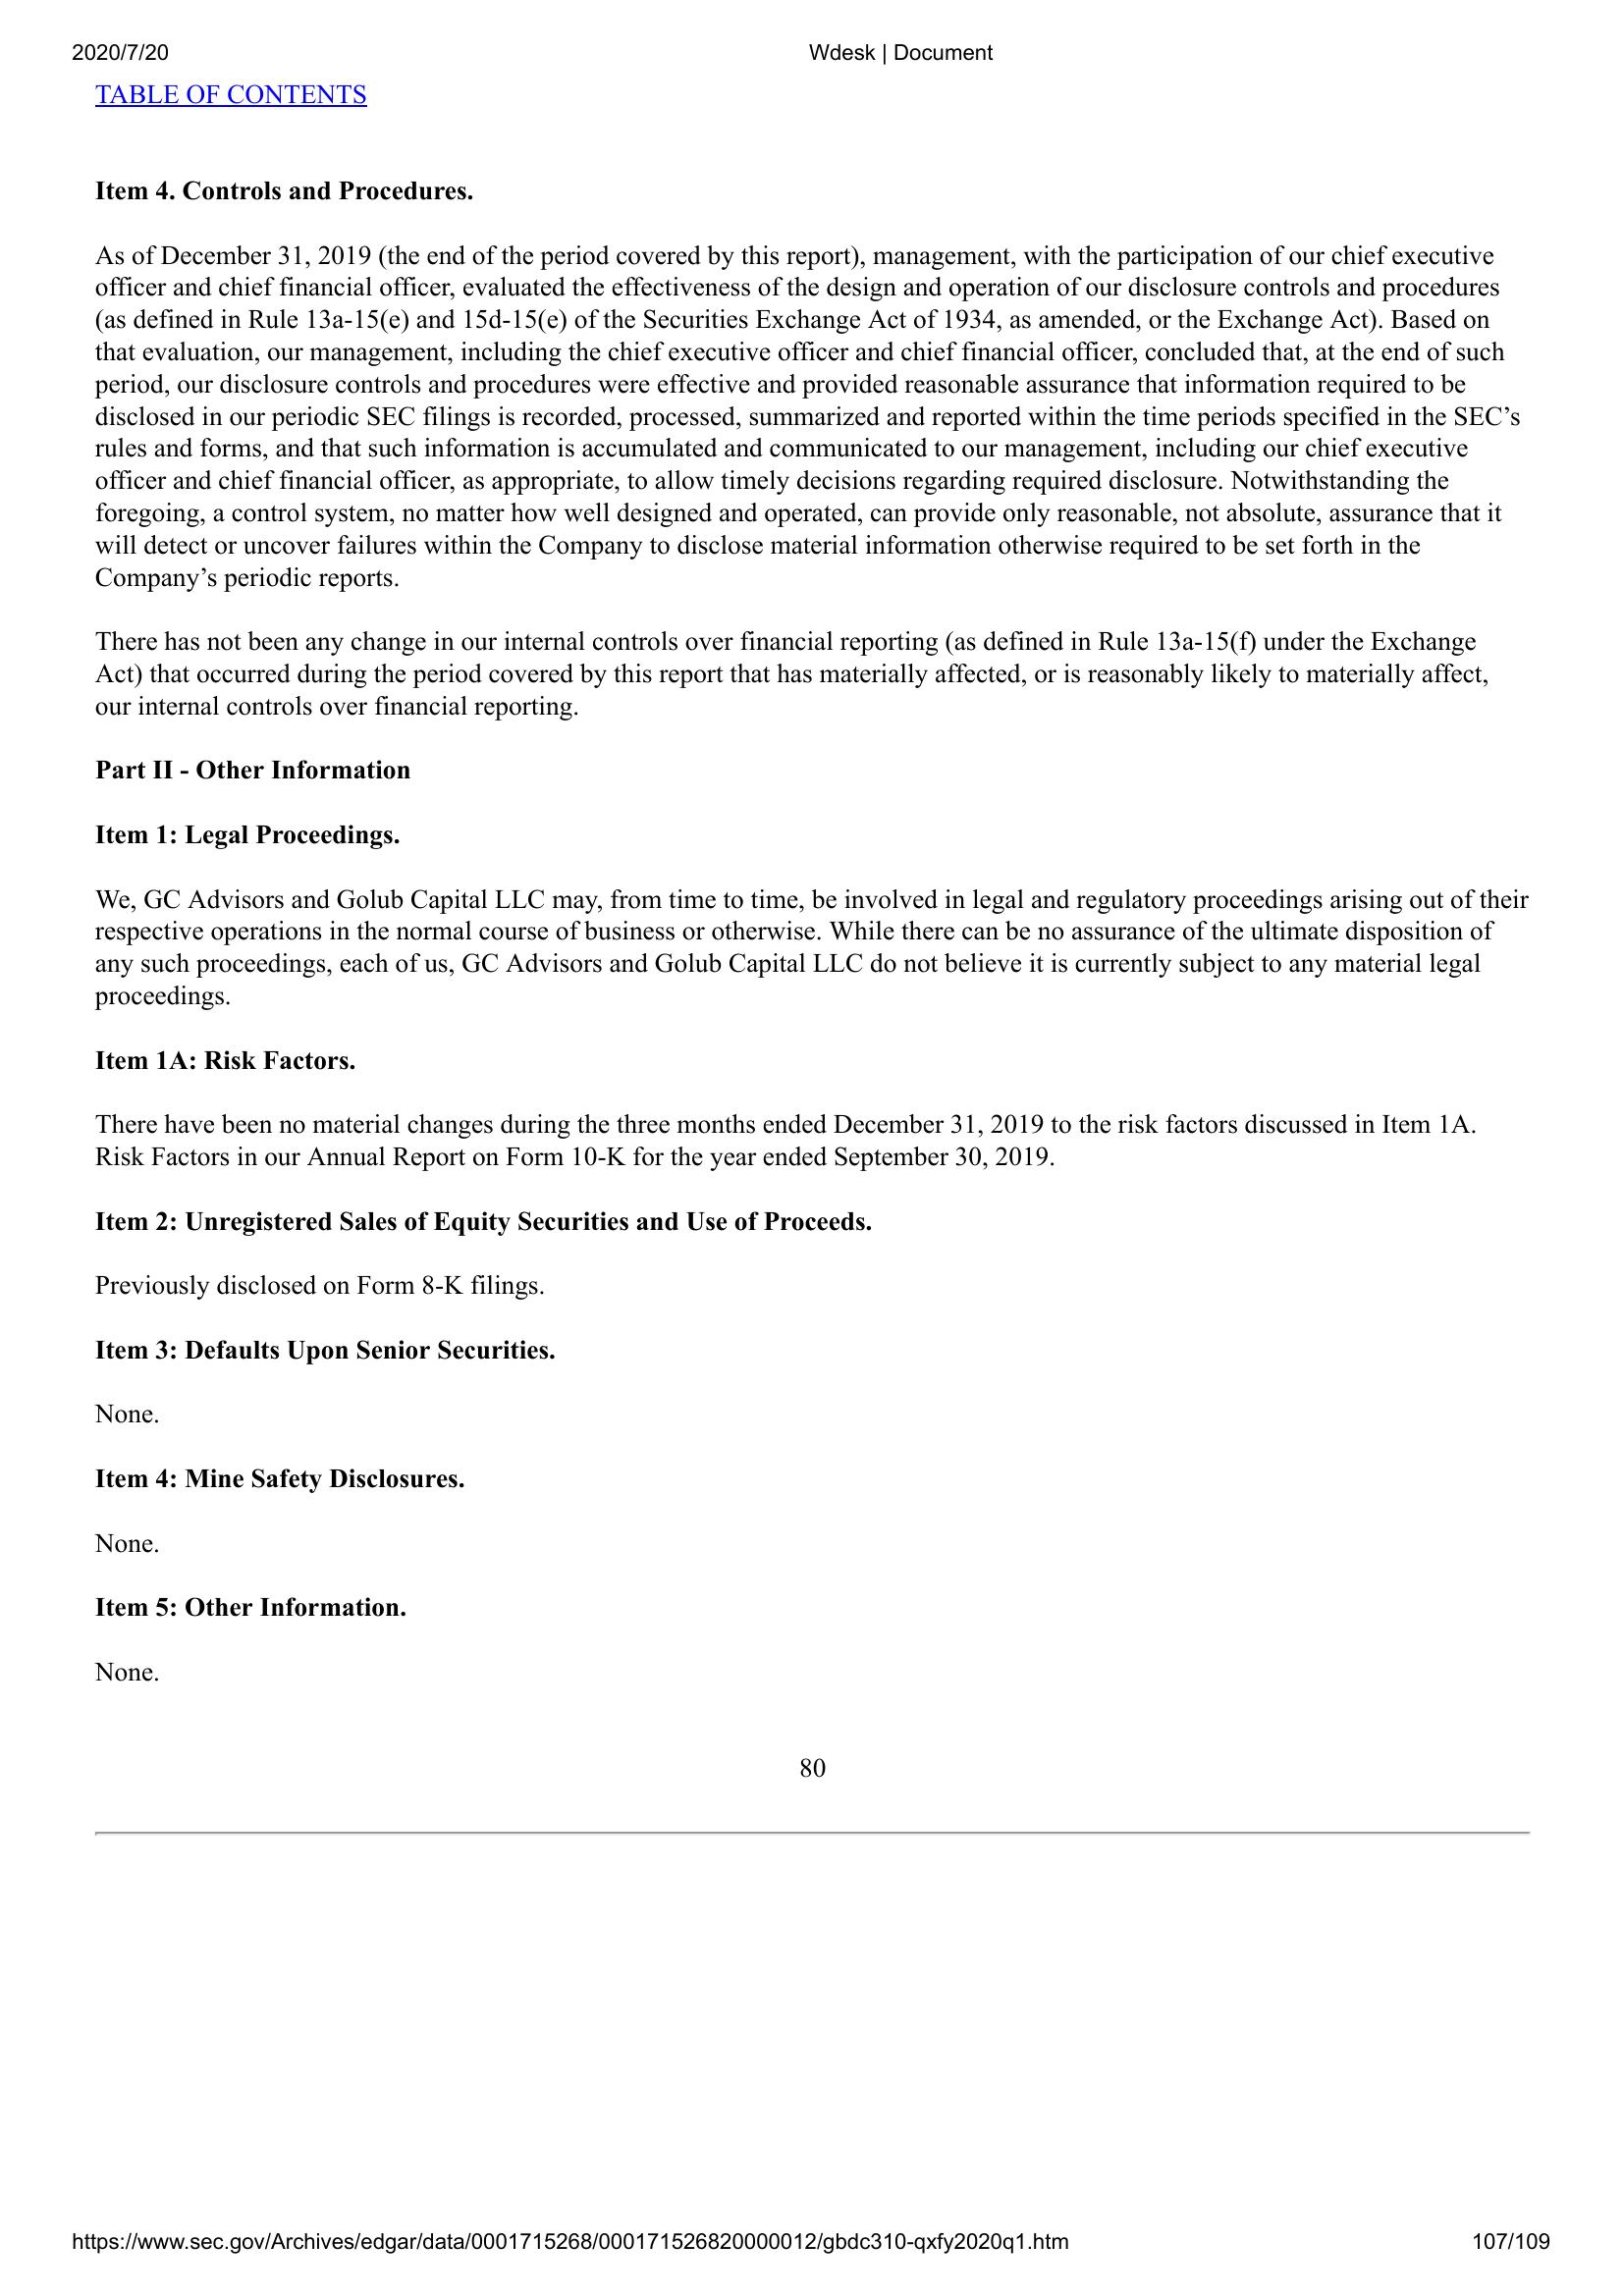 2020/7/20 Wdesk | Document
TABLE OF CONTENTS
Item 4. Controls and Procedures.
As of December 31, 2019 (the end of the period covered by this report), management, with the participation of our chief executive
officer and chief financial officer, evaluated the effectiveness of the design and operation of our disclosure controls and procedures
(as defined in Rule 13a-15(e) and 15d-15(e) of the Securities Exchange Act of 1934, as amended, or the Exchange Act). Based on
that evaluation, our management, including the chief executive officer and chief financial officer, concluded that, at the end of such
period, our disclosure controls and procedures were effective and provided reasonable assurance that information required to be
disclosed in our periodic SEC filings is recorded, processed, summarized and reported within the time periods specified in the SEC’s
rules and forms, and that such information is accumulated and communicated to our management, including our chief executive
officer and chief financial officer, as appropriate, to allow timely decisions regarding required disclosure. Notwithstanding the
foregoing, a control system, no matter how well designed and operated, can provide only reasonable, not absolute, assurance that it
will detect or uncover failures within the Company to disclose material information otherwise required to be set forth in the
Company’s periodic reports.
There has not been any change in our internal controls over financial reporting (as defined in Rule 13a-15(f) under the Exchange
Act) that occurred during the period covered by this report that has materially affected, or is reasonably likely to materially affect,
our internal controls over financial reporting.
Part II - Other Information
Item 1: Legal Proceedings.
We, GC Advisors and Golub Capital LLC may, from time to time, be involved in legal and regulatory proceedings arising out of their
respective operations in the normal course of business or otherwise. While there can be no assurance of the ultimate disposition of
any such proceedings, each of us, GC Advisors and Golub Capital LLC do not believe it is currently subject to any material legal
proceedings.
Item 1A: Risk Factors.
There have been no material changes during the three months ended December 31, 2019 to the risk factors discussed in Item 1A.
Risk Factors in our Annual Report on Form 10-K for the year ended September 30, 2019.
Item 2: Unregistered Sales of Equity Securities and Use of Proceeds.
Previously disclosed on Form 8-K filings.
Item 3: Defaults Upon Senior Securities.
None.
Item 4: Mine Safety Disclosures.
None.
Item 5: Other Information.
None.
80
https://www.sec.gov/Archives/edgar/data/0001715268/000171526820000012/gbdc310-qxfy2020q1.htm 107/109